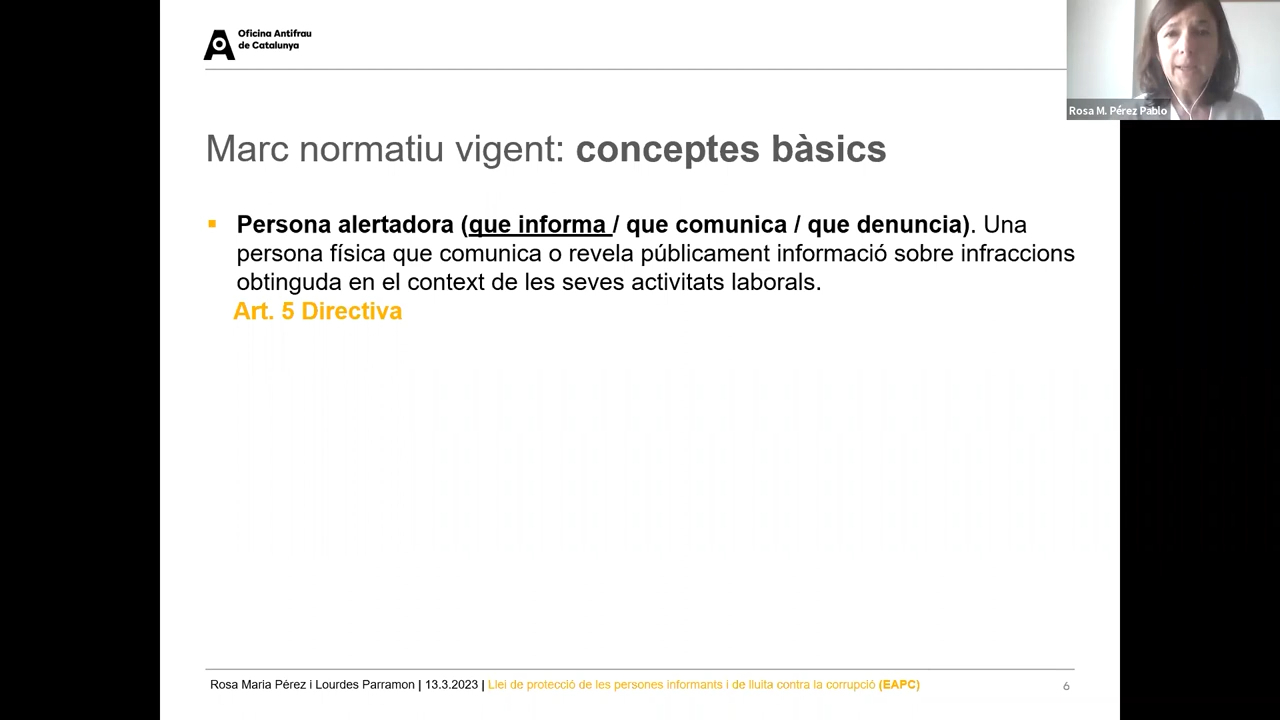 Oficina Antifrau
de Catalunya
Rosa M. Pérez Pablo
Marc normatiu vigent: conceptes bàsics
Persona alertadora (que informa / que comunica / que denuncia). Una
persona física que comunica o revela públicament informació sobre infraccions
obtinguda en el context de les seves activitats laborals.
Art. 5 Directiva
Rosa Maria Pérez i Lourdes Parramon | 13.3.2023 | Llei de protecció de les persones informants i de lluita contra la corrupció (EAPC)
6